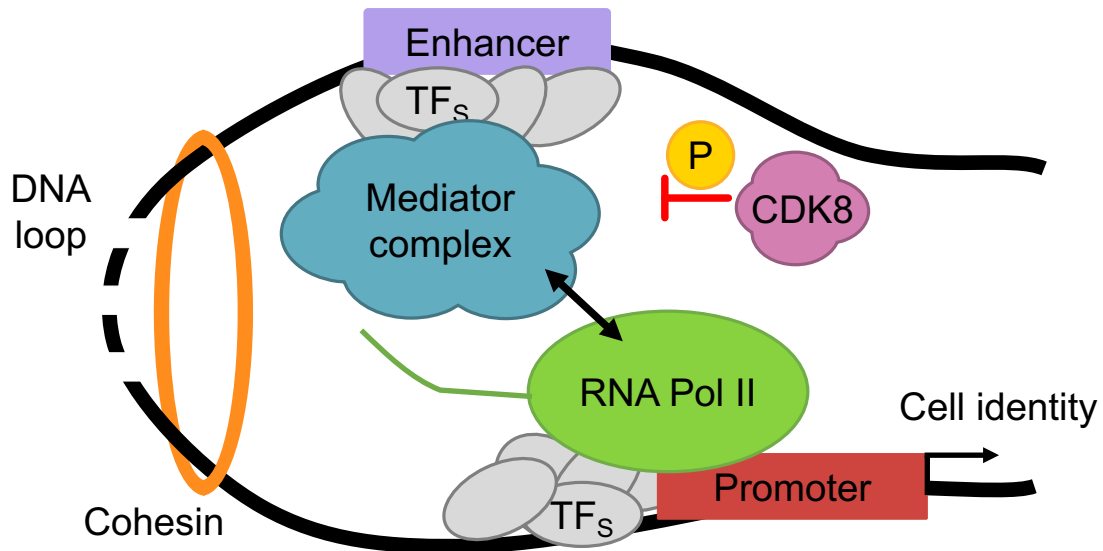 Enhancer
TFS
P
CDK8
Mediator
complex
DNA
loop
RNA Pol II
Cell identity
Promoter
TFS
Cohesin